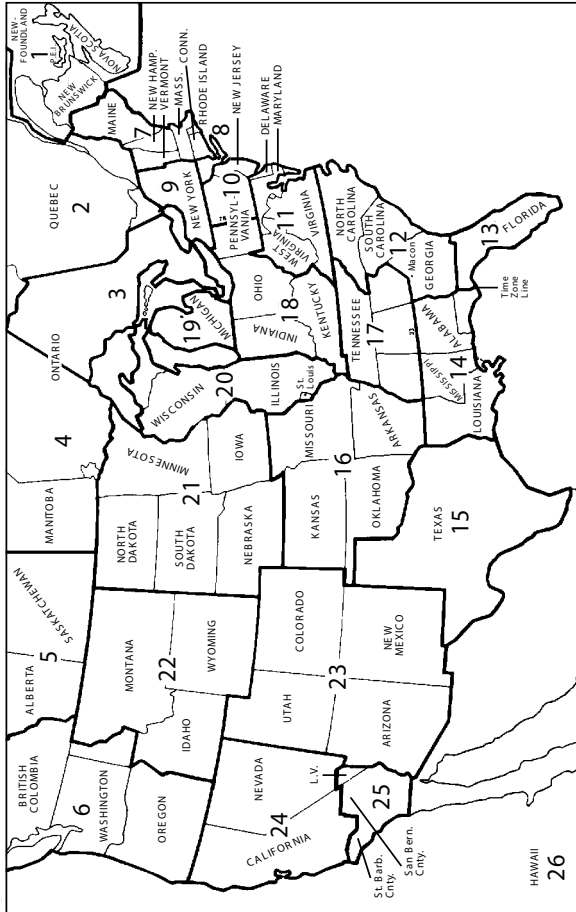 NEW-
FOUNDLAND
1
P.E.I.
NOVA SCOTIA
NEW
BRUNSWICK
MAINE
7
NEW HAMP.
VERMONT
MASS.
CONN.
RHODE ISLAND
8
NEW JERSEY
DELAWARE
MARYLAND
QUEBEC
2
9
NEW YORK
PENNSYL-
VANIA
10
11
WEST
VIRGINIA
VIRGINIA
NORTH
CAROLINA
SOUTH
CAROLINA
12
Macon
GEORGIA
13
FLORIDA
Time
Zone
Line
ONTARIO
3
4
MICHIGAN
19
OHIO
18
INDIANA
KENTUCKY
TENNESSEE
17
ALABAMA
MISSISSIPPI
14
LOUISIANA
WISCONSIN
20
ILLINOIS
St.
Louis
MISSOURI
ARKANSAS
16
MANITOBA
MINNESOTA
IOWA
21
NORTH
DAKOTA
SOUTH
DAKOTA
NEBRASKA
KANSAS
OKLAHOMA
TEXAS
15
SASKATCHEWAN
ALBERTA
5
MONTANA
22
WYOMING
IDAHO
COLORADO
UTAH
23
NEW
MEXICO
ARIZONA
BRITISH
COLOMBIA
6
WASHINGTON
OREGON
NEVADA
24
CALIFORNIA
L.V.
25
San Bern.
Cnty.
St. Barb.
Cnty.
HAWAII
26